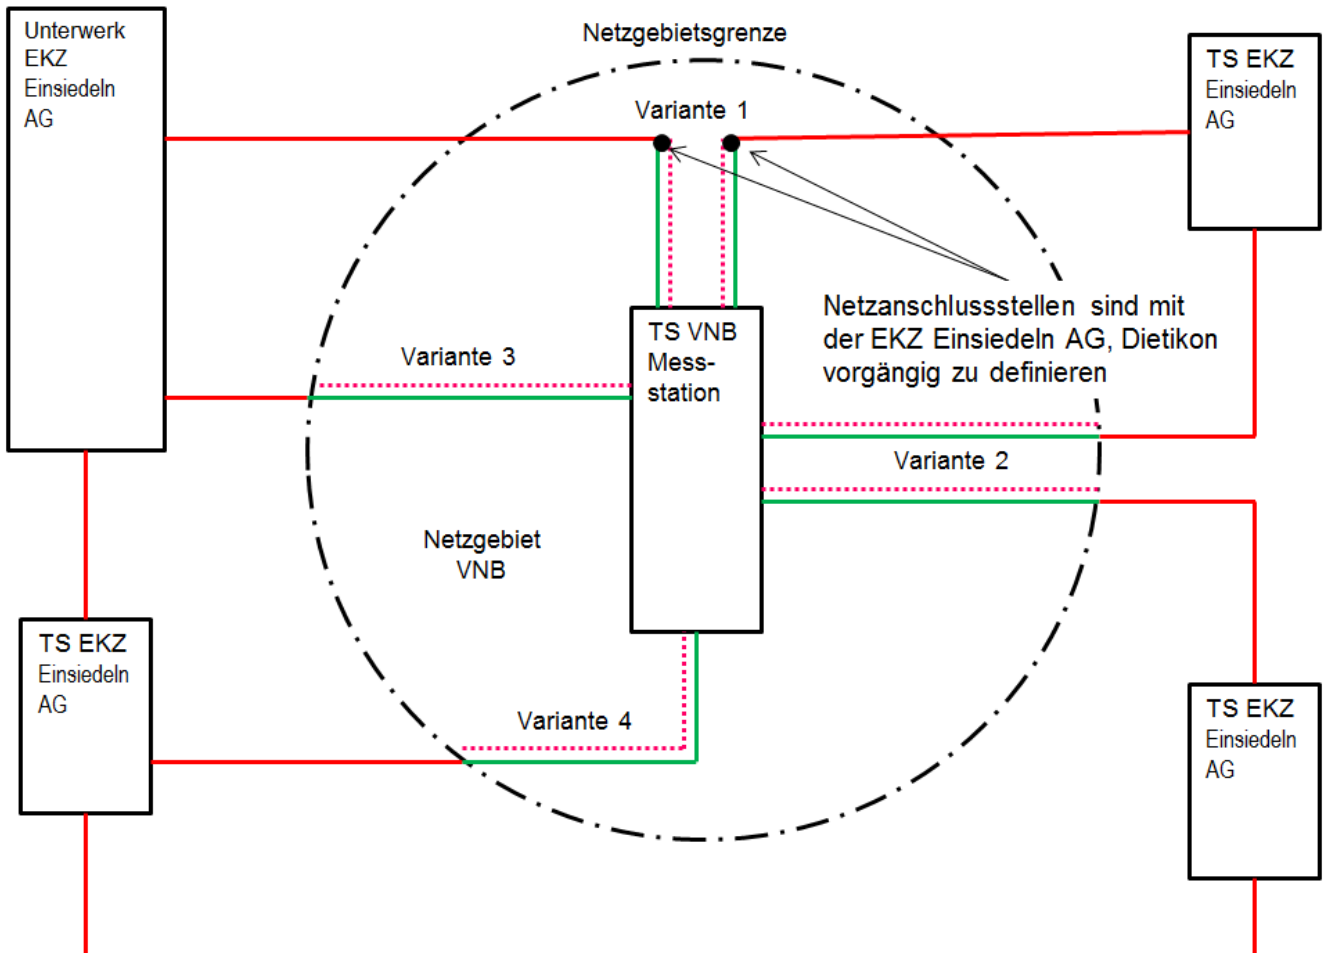 Unterwerk
EKZ
Einsiedeln
AG
Netzgebietsgrenze
TS EKZ
Einsiedeln
AG
Variante 1
Netzanschlussstellen sind mit
der EKZ Einsiedeln AG, Dietikon
vorgängig zu definieren
TS VNB
Mess-
station
Variante 3
Variante 2
Netzgebiet
VNB
TS EKZ
Einsiedeln
AG
Variante 4
TS EKZ
Einsiedeln
AG